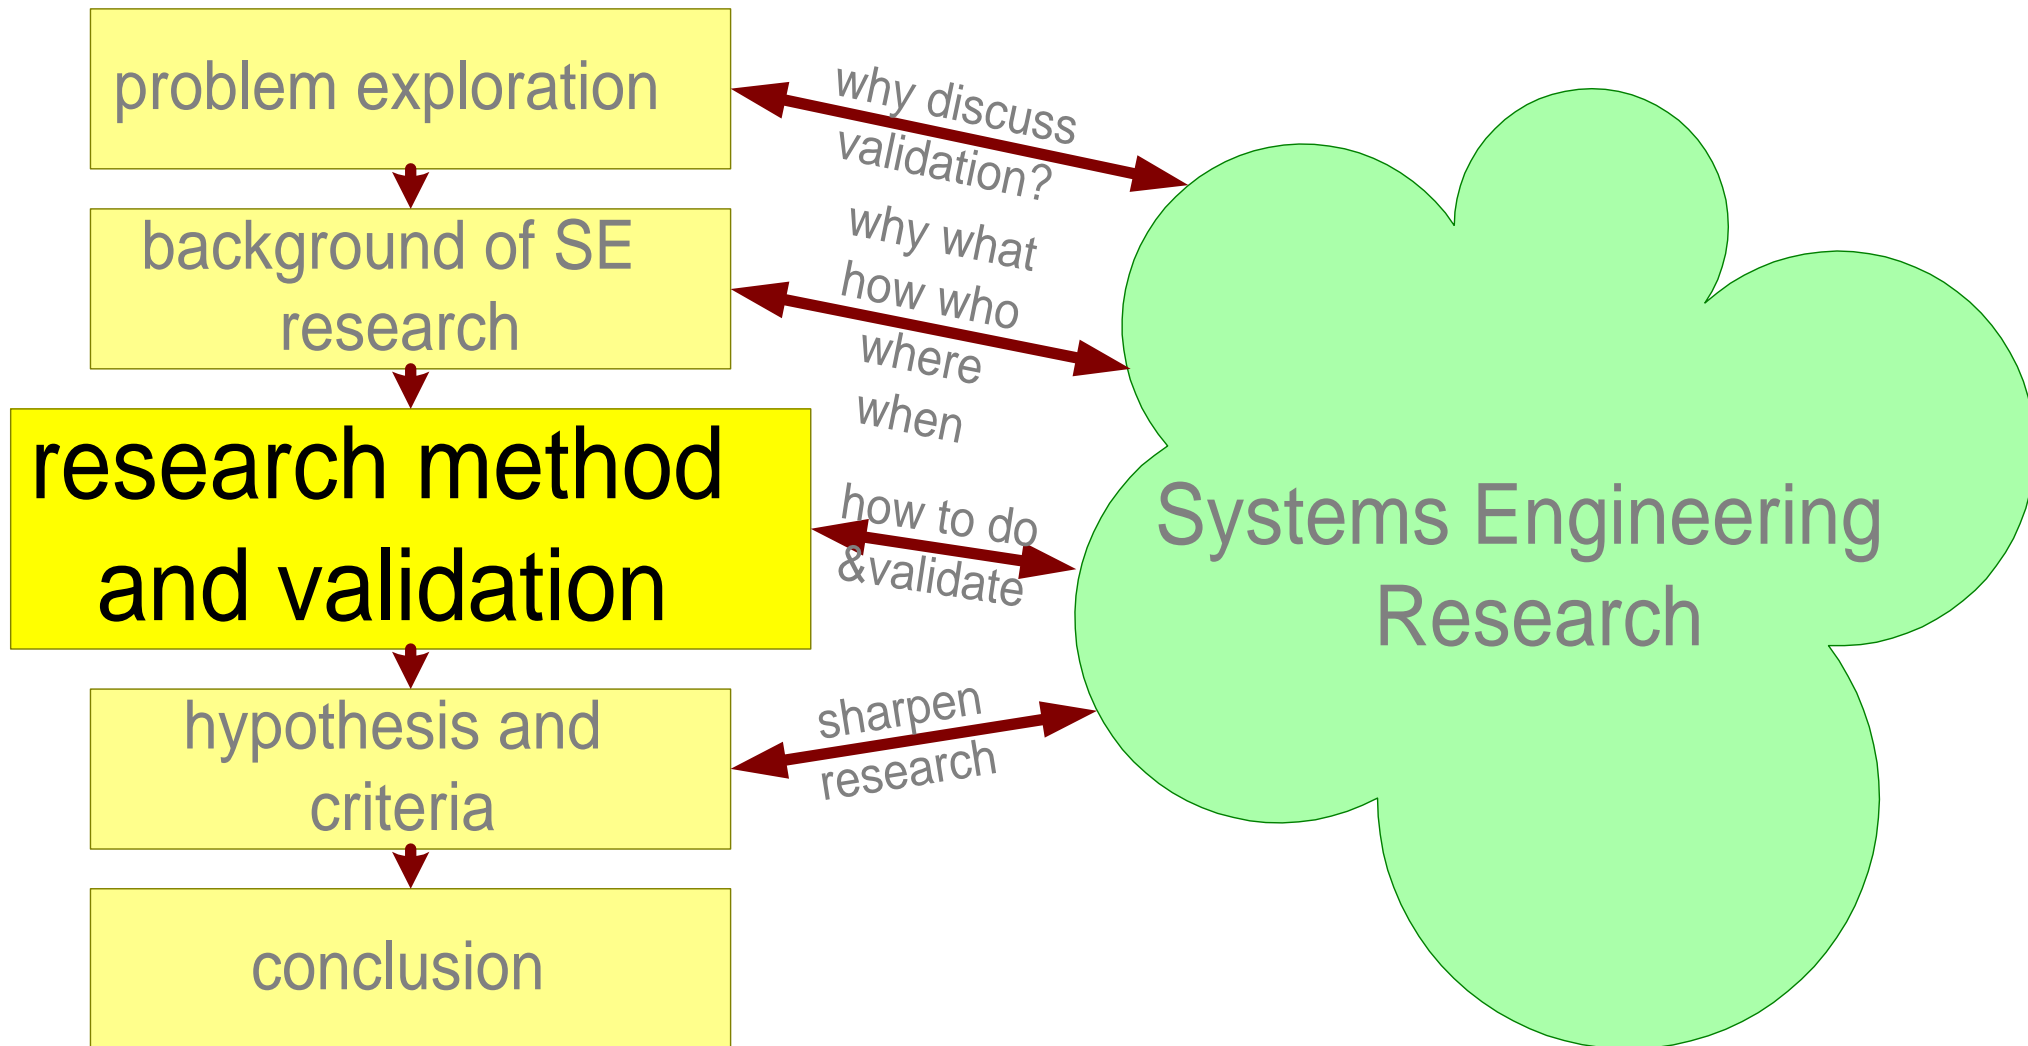 problem exploration
why discuss
validation?
background of SE
research
why what
how who
where
when
research method
and validation
how to do
&validate
Systems Engineering
Research
hypothesis and
criteria
sharpen
research
conclusion